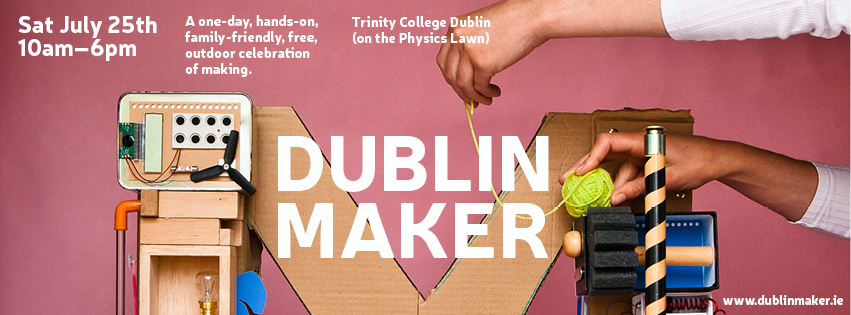 Sat July 25th
10am–6pm
A one-day, hands-on,
family-friendly, free,
outdoor celebration
of making.
Trinity College Dublin
(on the Physics Lawn)
DUBLIN
MAKER
www.dublinmaker.ie